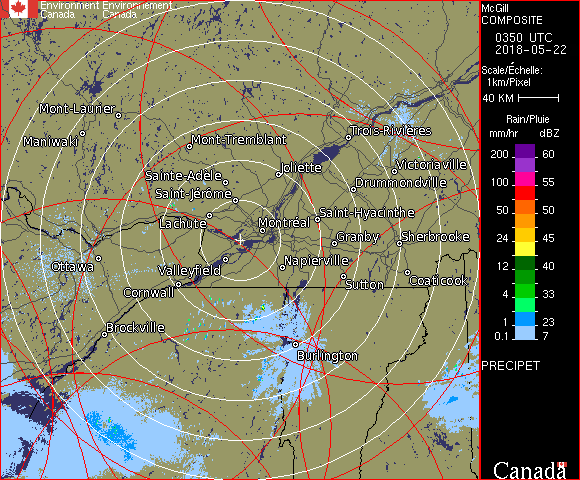 Environment Environnement
Canada Canada
McGill
COMPOSITE
0350 UTC
2018-05-22
Scale/Échelle:
1km/Pixel
40 KM
Rain/Pluie
mm/hr dBZ
200 60
100 55
50 50
24 45
12 40
4 33
1 23
0.1 7
PRECIPET
Canada
Mont-Laurier
Maniwaki
Mont-Tremblant
Trois-Rivières
Joliette
Victoriaville
Sainte-Adèle
Drummondville
Saint-Jérôme
Saint-Hyacinthe
Lachute
Montréal
Granby
Sherbrooke
Ottawa
Valleyfield
Napierville
Sutton
Coaticook
Cornwall
Brockville
Burlington